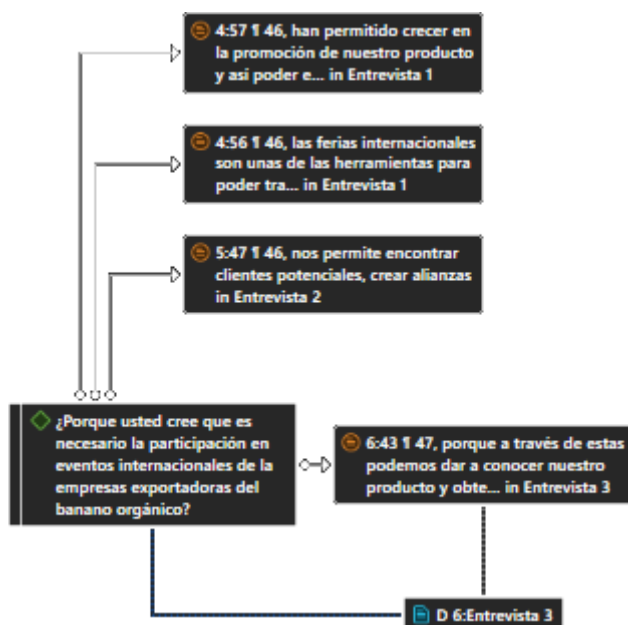 4:57 ¶ 46, han permitido crecer en
la promoción de nuestro producto
y asi poder e... in Entrevista 1
4:56 ¶ 46, las ferias internacionales
son unas de las herramientas para
poder tra... in Entrevista 1
5:47 ¶ 46, nos permite encontrar
clientes potenciales, crear alianzas
in Entrevista 2
¿Porque usted cree que es
necesario la participación en
eventos internacionales de la
empresas exportadoras del
banano orgánico?
6:43 ¶ 47, porque a través de estas
podemos dar a conocer nuestro
producto y obte... in Entrevista 3
D 6:Entrevista 3